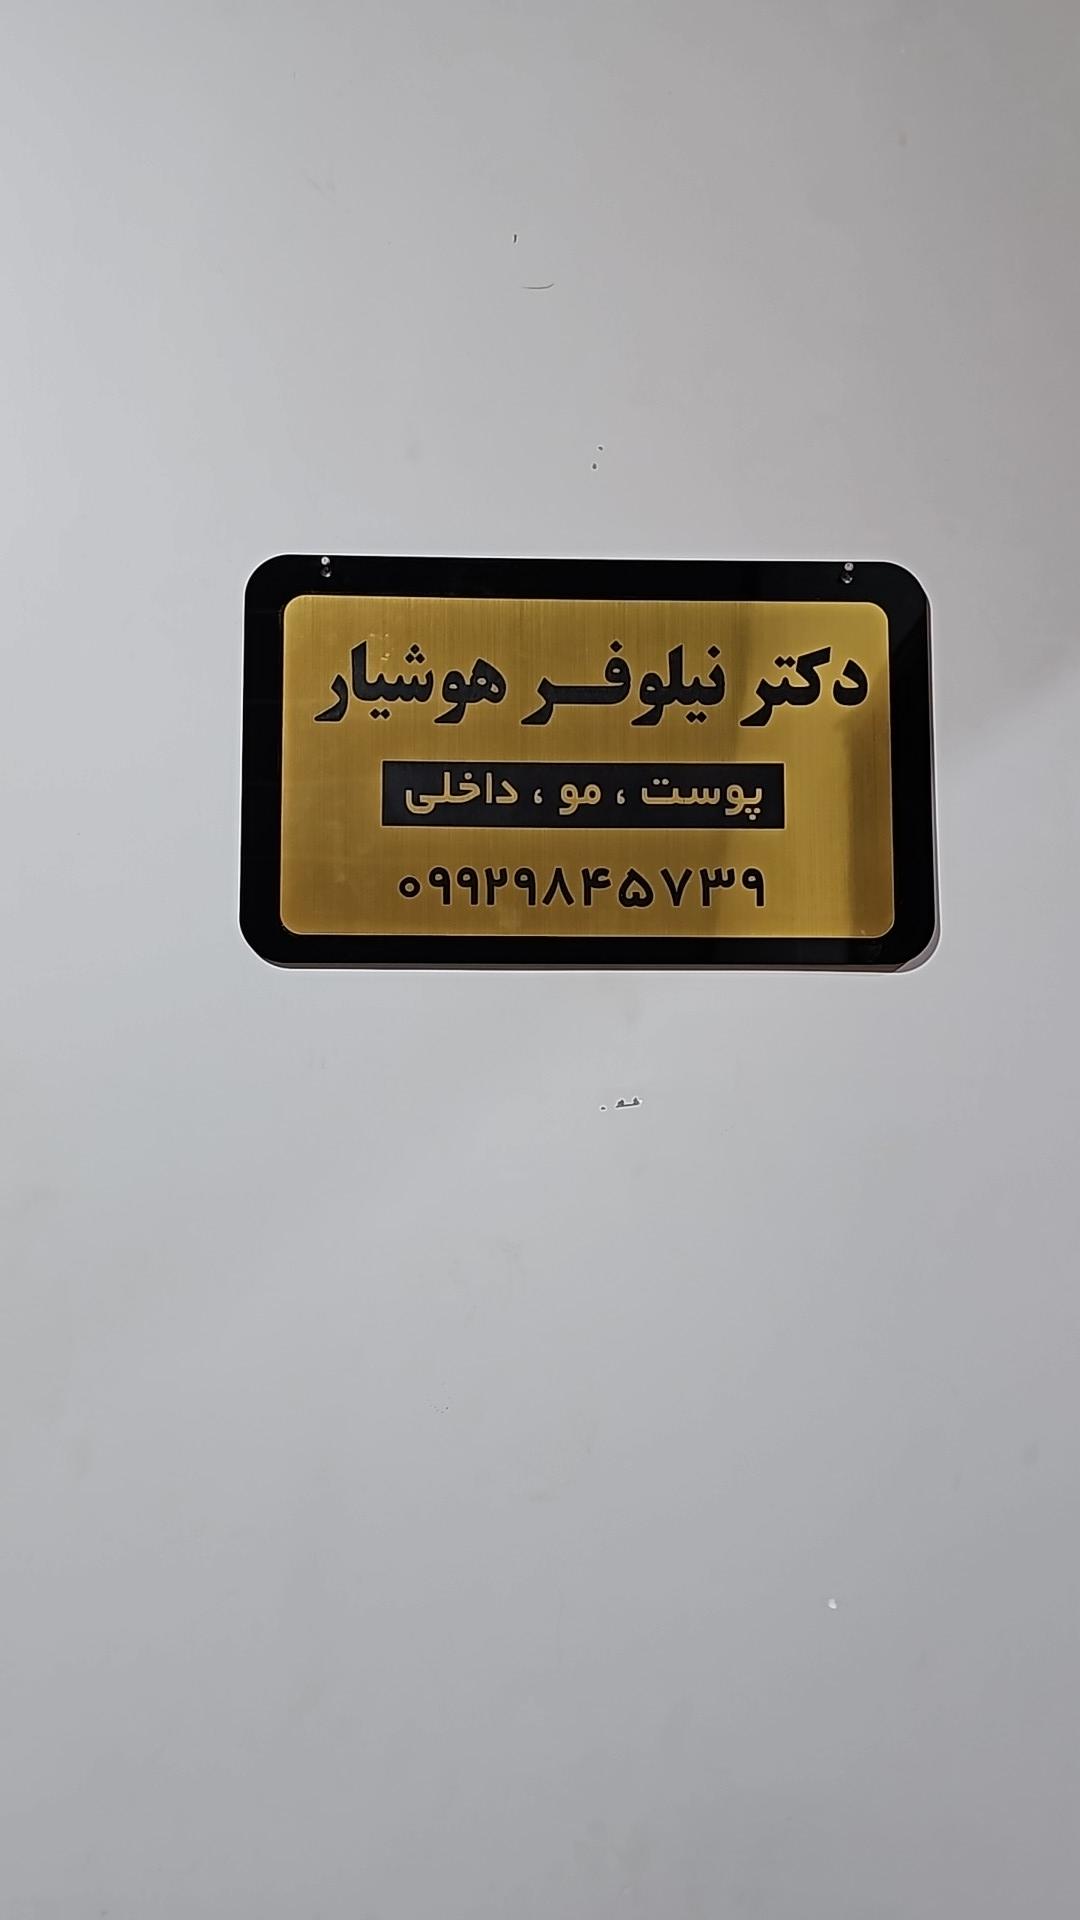 دکتر نیلوفر هوشیار
پوست ، مو ، داخلی
۰۹۹۲۹۸۴۵۷۳۹